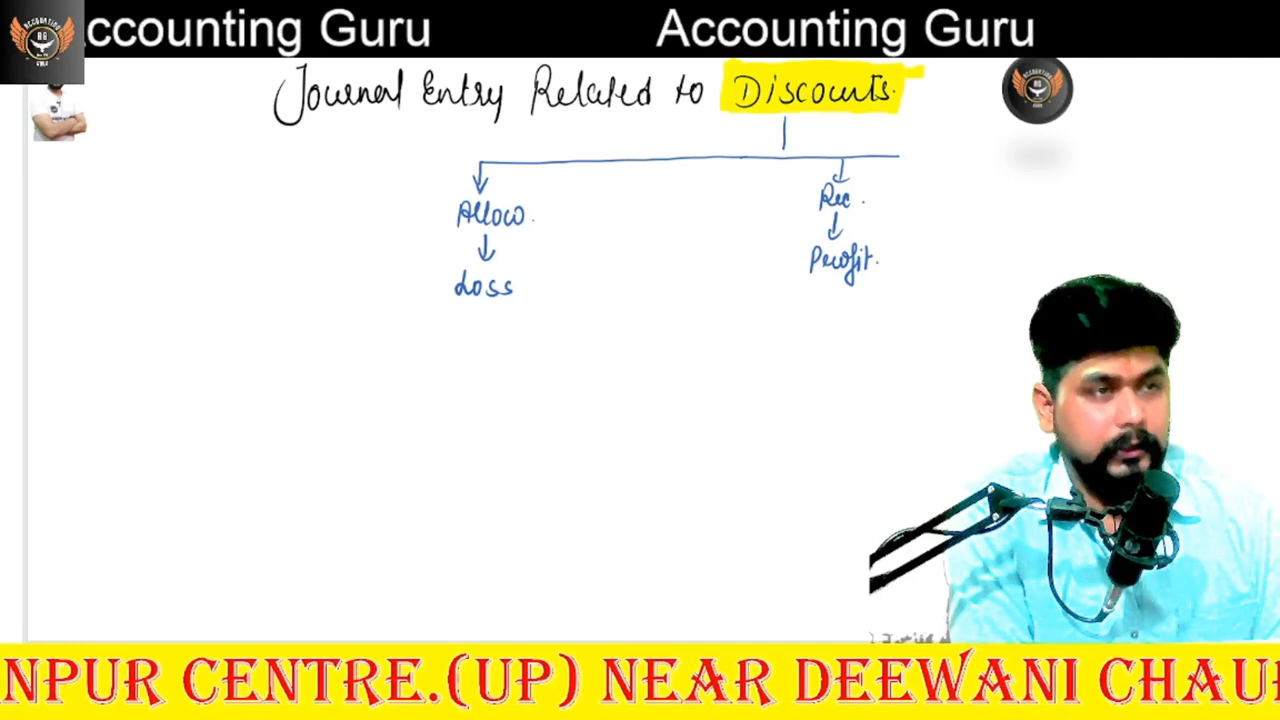 ccounting Guru
Accounting Guru
Journal Entry Related to Discounts.
Allow.
Rec.
Loss
Profit.
NPUR CENTRE.(UP) NEAR DEEWANI CHAU